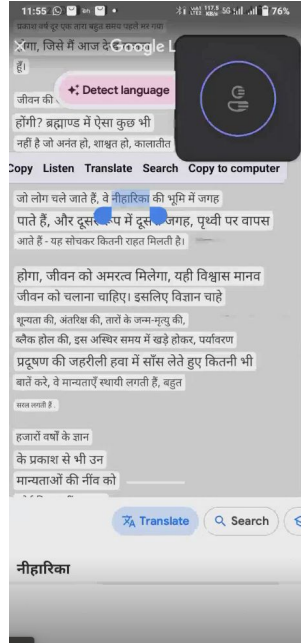 11:55
76%
प्रकाश वर्ष दूर एक तारा बहुत समय पहले मर गया
होगा, जिसे मैं आज देख
Google L
हूँ।
Detect language
जीवन की
होंगी? ब्रह्माण्ड में ऐसा कुछ भी
नहीं है जो अनंत हो, शाश्वत हो, कालातीत
Copy Listen Translate Search Copy to computer
जो लोग चले जाते हैं, वे नीहारिका की भूमि में जगह
पाते हैं, और दूसरे रूप में दूसरी जगह, पृथ्वी पर वापस
आते हैं - यह सोचकर कितनी राहत मिलती है।
होगा, जीवन को अमरत्व मिलेगा, यही विश्वास मानव
जीवन को चलाना चाहिए। इसलिए विज्ञान चाहे
शून्यता की, अंतरिक्ष की, तारों के जन्म-मृत्यु की,
ब्लैक होल की, इस अस्थिर समय में खड़े होकर, पर्यावरण
प्रदूषण की जहरीली हवा में साँस लेते हुए कितनी भी
बातें करे, वे मान्यताएँ स्थायी लगती हैं, बहुत
सरल लगती हैं .
हजारों वर्षों के ज्ञान
के प्रकाश से भी उन
मान्यताओं की नींव को
Translate
Search
नीहारिका